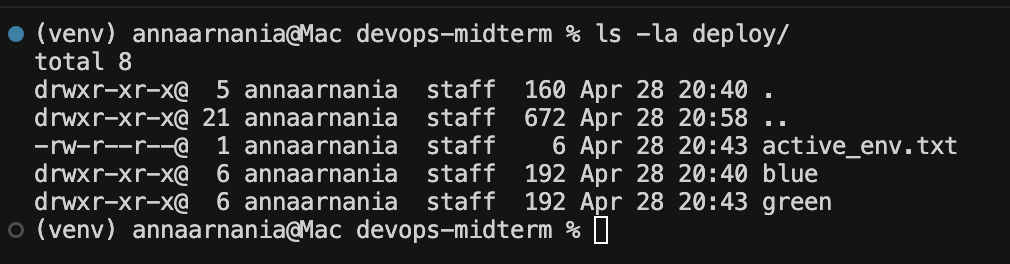 (venv) annaarnania@Mac devops-midterm % ls -la deploy/
total 8
drwxr-xr-x@  5 annaarnania  staff  160 Apr 28 20:40 .
drwxr-xr-x@ 21 annaarnania  staff  672 Apr 28 20:58 ..
-rw-r--r--@  1 annaarnania  staff    6 Apr 28 20:43 active_env.txt
drwxr-xr-x@  6 annaarnania  staff  192 Apr 28 20:40 blue
drwxr-xr-x@  6 annaarnania  staff  192 Apr 28 20:43 green
(venv) annaarnania@Mac devops-midterm %